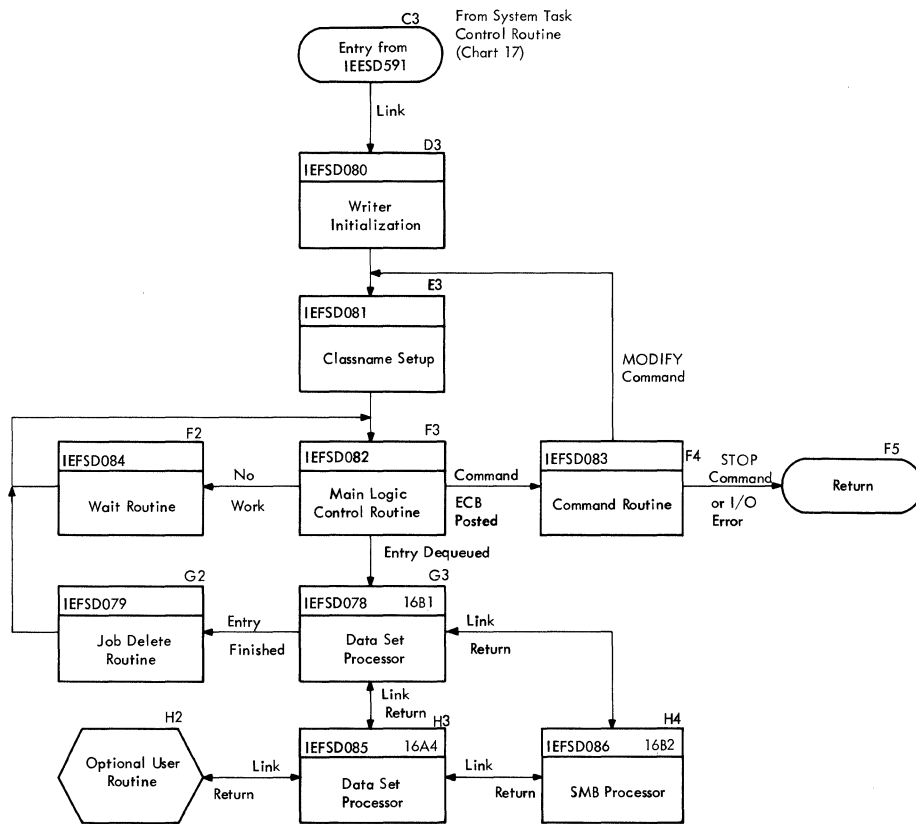 C3
From System Task
Control Routine
(Chart 17)
Entry from
IEESD591
Link
D3
IEFSD080
Writer
Initialization
E3
IEFSD081
Classname Setup
MODIFY
Command
F2
IEFSD084
Wait Routine
No
Work
F3
IEFSD082
Main Logic
Control Routine
Command
ECB
Posted
IEFSD083
F4
Command Routine
STOP
Command
or I/O
Error
F5
Return
Entry Dequeued
G2
IEFSD079
Job Delete
Routine
Entry
Finished
G3
IEFSD078 16B1
Data Set
Processor
Link
Return
Link
Return
H2
Optional User
Routine
Link
Return
H3
IEFSD085 16A4
Data Set
Processor
Link
Return
H4
IEFSD086 16B2
SMB Processor